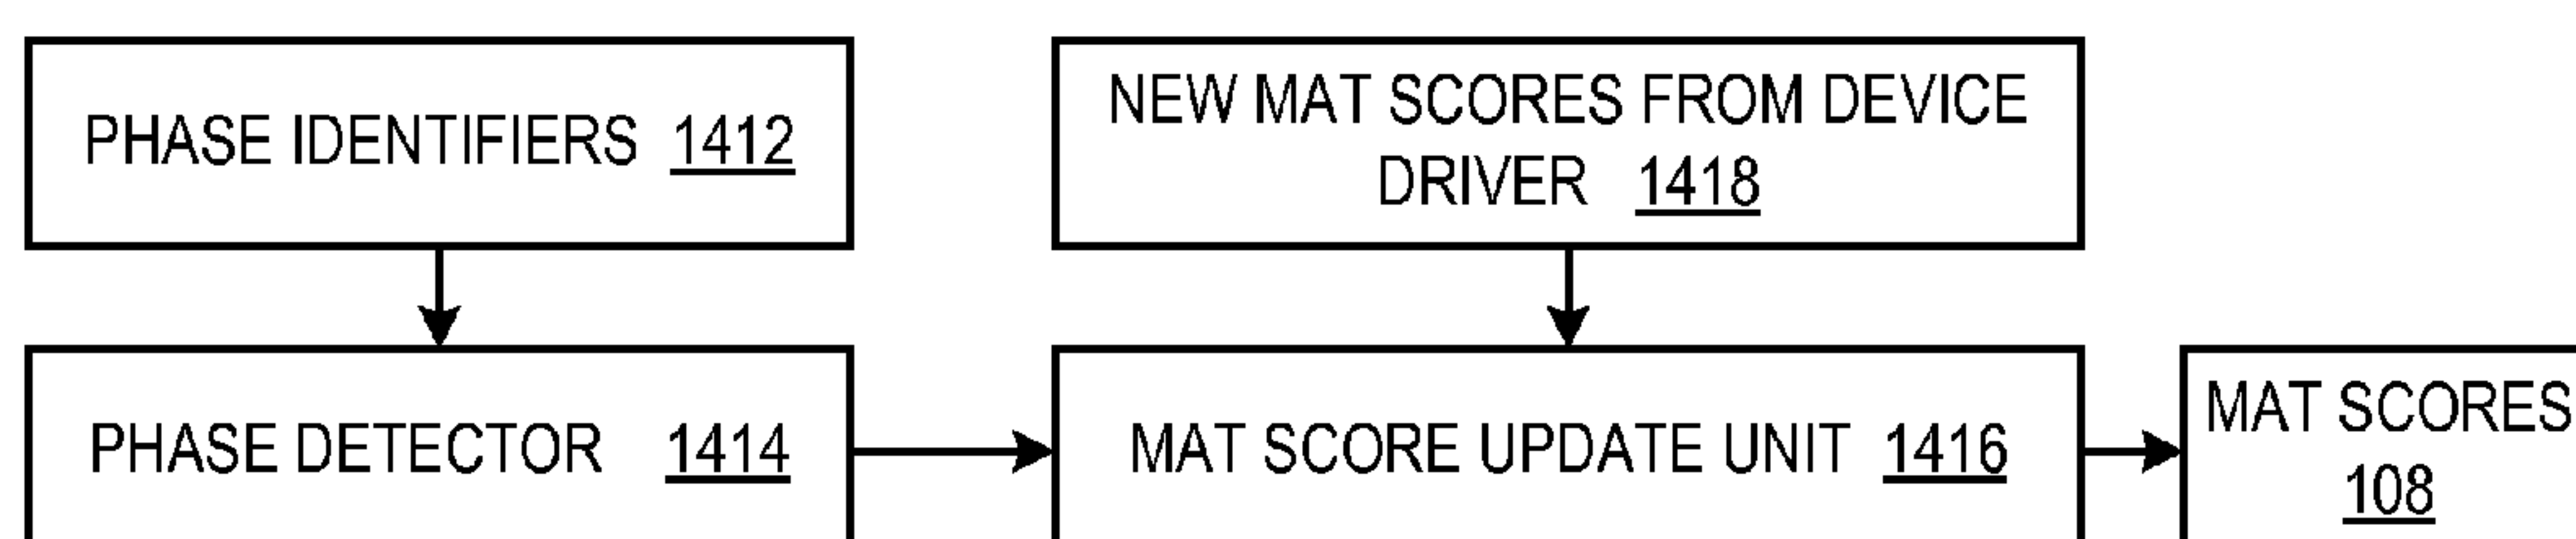 PHASE IDENTIFIERS 1412
NEW MAT SCORES FROM DEVICE
DRIVER 1418
PHASE DETECTOR 1414
MAT SCORE UPDATE UNIT 1416
MAT SCORES
108